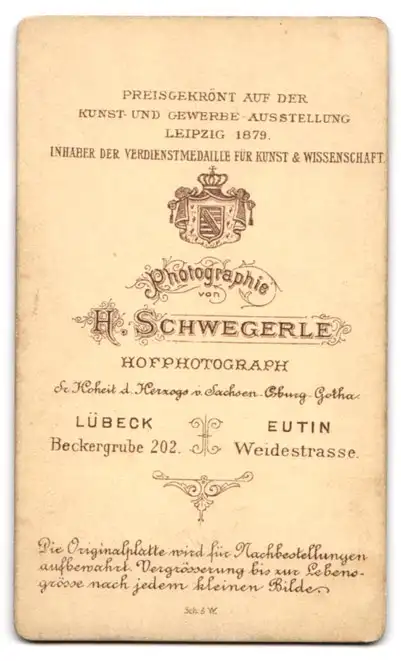 PREISGEKRÖNT AUF DER
KUNST- UND GEWERBE-AUSSTELLUNG
LEIPZIG 1879.
INHABER DER VERDIENSTMEDAILLE FÜR KUNST & WISSENSCHAFT
Photographie
von
H. SCHWEGERLE
HOFPHOTOGRAPH
Sr. Hoheit d. Herzogs v. Sachsen-Cburg-Gotha.
LÜBECK
Beckergrube 202.
EUTIN
Weidestrasse.
Die Originalplatte wird für Nachbestellungen
aufbewahrt. Vergrösserung bis zur Lebens-
grösse nach jedem kleinen Bilde.
Sch. & W.